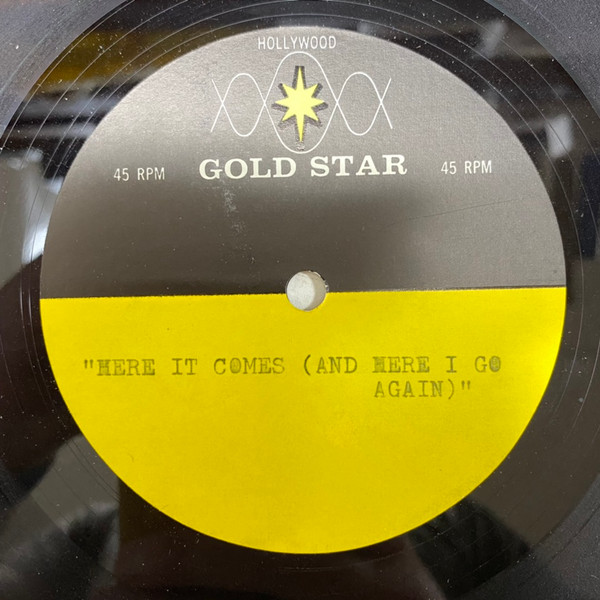 HOLLYWOOD
GOLD STAR
45 RPM 45 RPM
"HERE IT COMES (AND HERE I GO
AGAIN)"